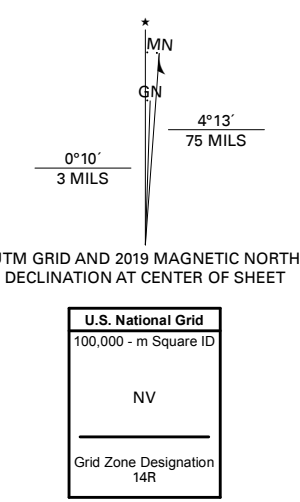 ★
MN
GN
4°13´
75 MILS
0°10´
3 MILS
UTM GRID AND 2019 MAGNETIC NORTH
DECLINATION AT CENTER OF SHEET
U.S. National Grid
100,000 - m Square ID
NV
Grid Zone Designation
14R